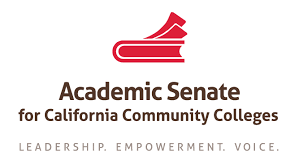 Academic Senate
for California Community Colleges
LEADERSHIP. EMPOWERMENT. VOICE.